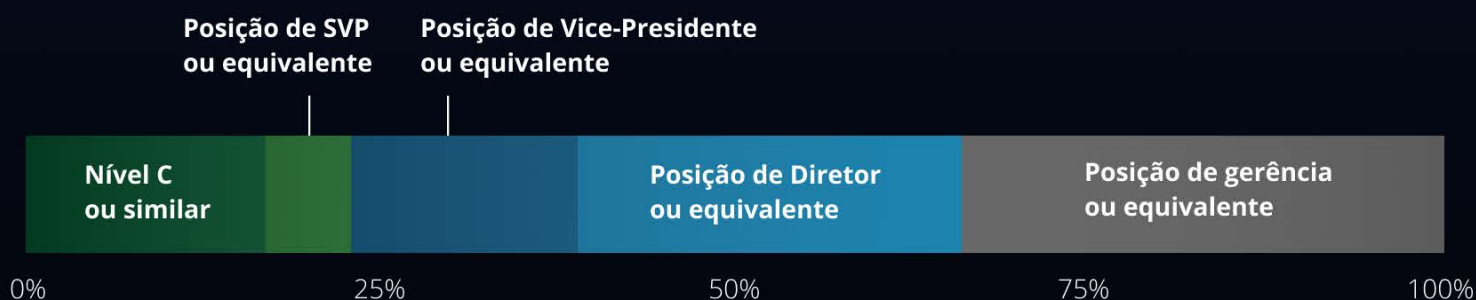 Posição de SVP
ou equivalente
Posição de Vice-Presidente
ou equivalente
Nível C
ou similar
Posição de Diretor
ou equivalente
Posição de gerência
ou equivalente
0%
25%
50%
75%
100%